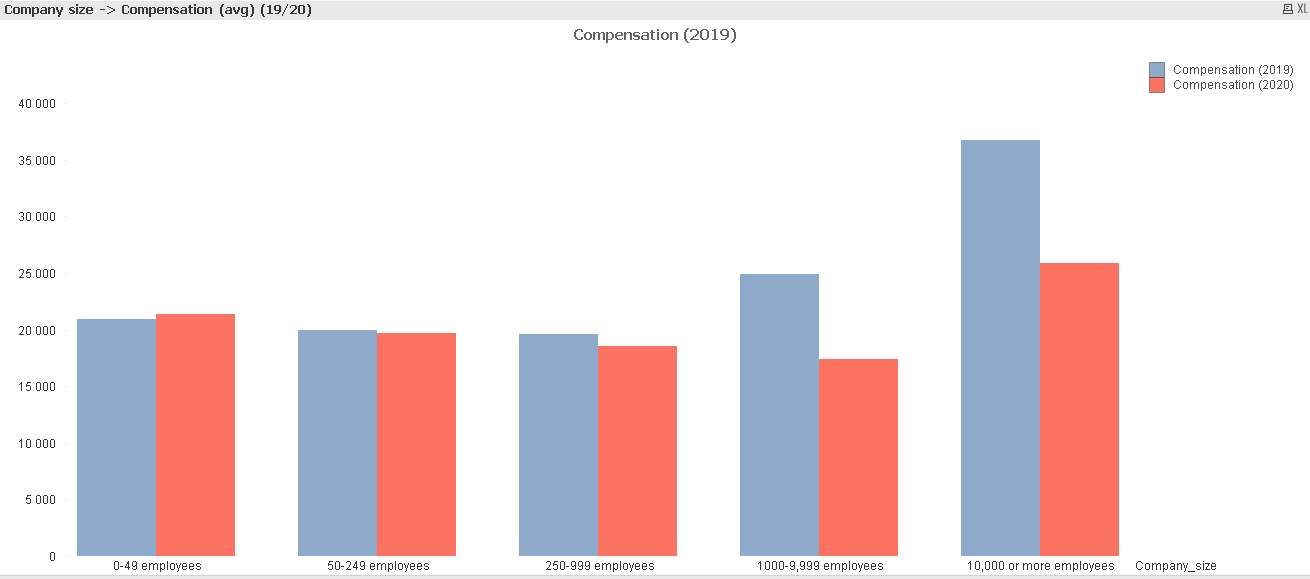 Company size -> Compensation (avg) (19/20)
XL
Compensation (2019)
Compensation (2019)
Compensation (2020)
40 000
35 000
30 000
25 000
20 000
15 000
10 000
5 000
0
0-49 employees
50-249 employees
250-999 employees
1000-9,999 employees
10,000 or more employees
Company_size